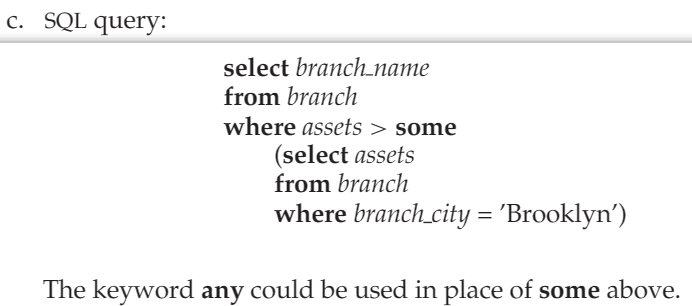 c. SQL query:
select branch_name
from branch
where assets > some
(select assets
from branch
where branch_city = ’Brooklyn’)
The keyword any could be used in place of some above.